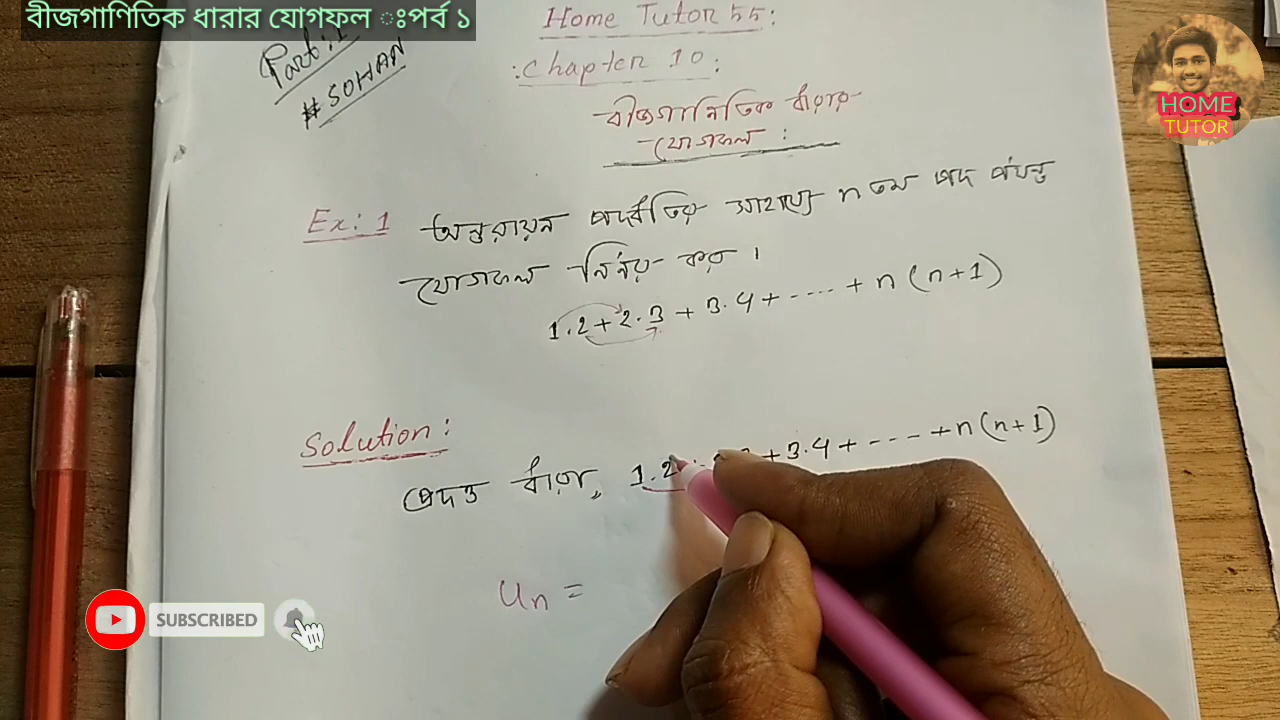 বীজগাণিতিক ধারার যোগফল ঃপর্ব ১
Part:1
#SOHAN
Home Tutor 55:
:Chapter 10:
বীজগানিতিক ধাঁরার
যোগফল :
HOME
TUTOR
Ex: 1 অন্তরায়ন পদ্ধতির সাহায্যে n তম পদ পর্যন্ত
যোগফল নির্নয় কর।
1.2 + 2.3 + 3.4 + ---- + n (n+1)
Solution:
প্রদত্ত ধাঁরা, 1.2 + 3.4 + --- + n (n+1)
Un =
SUBSCRIBED